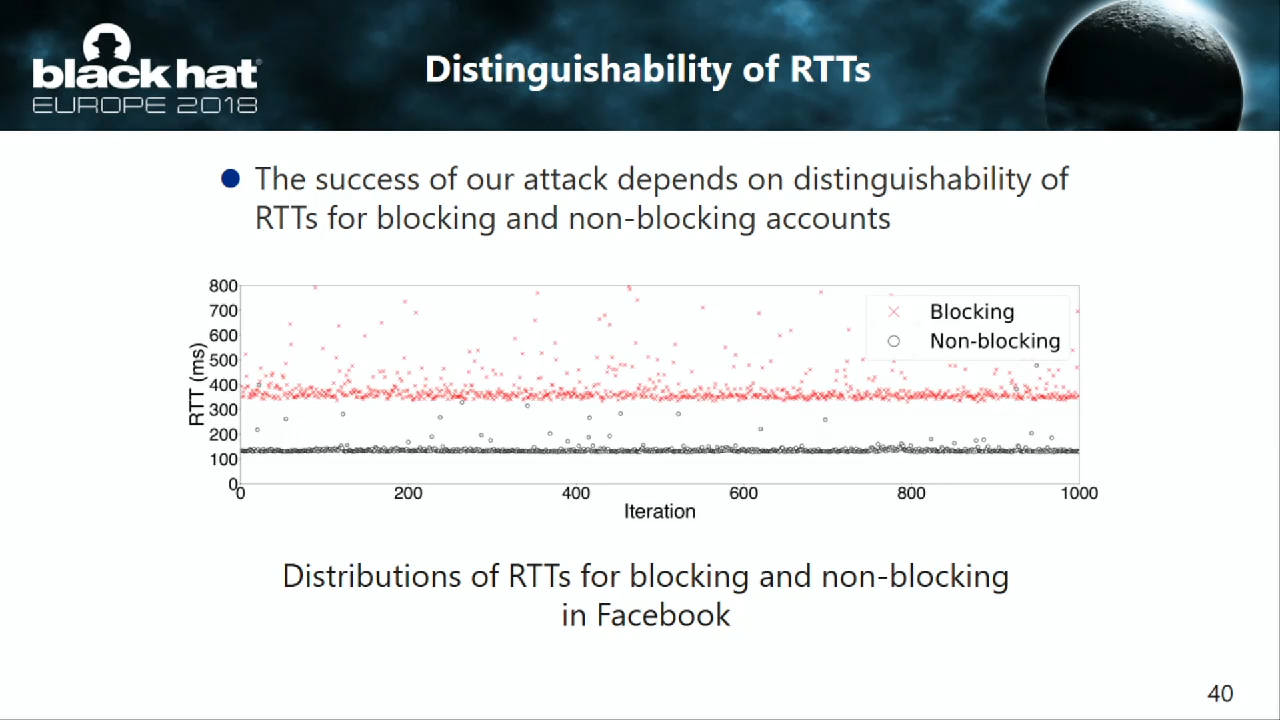 black hat
EUROPE 2018
Distinguishability of RTTs
The success of our attack depends on distinguishability of
RTTs for blocking and non-blocking accounts
800
700
600
500
400
300
200
100
0
RTT (ms)
Blocking
Non-blocking
0 200 400 600 800 1000
Iteration
Distributions of RTTs for blocking and non-blocking
in Facebook
40